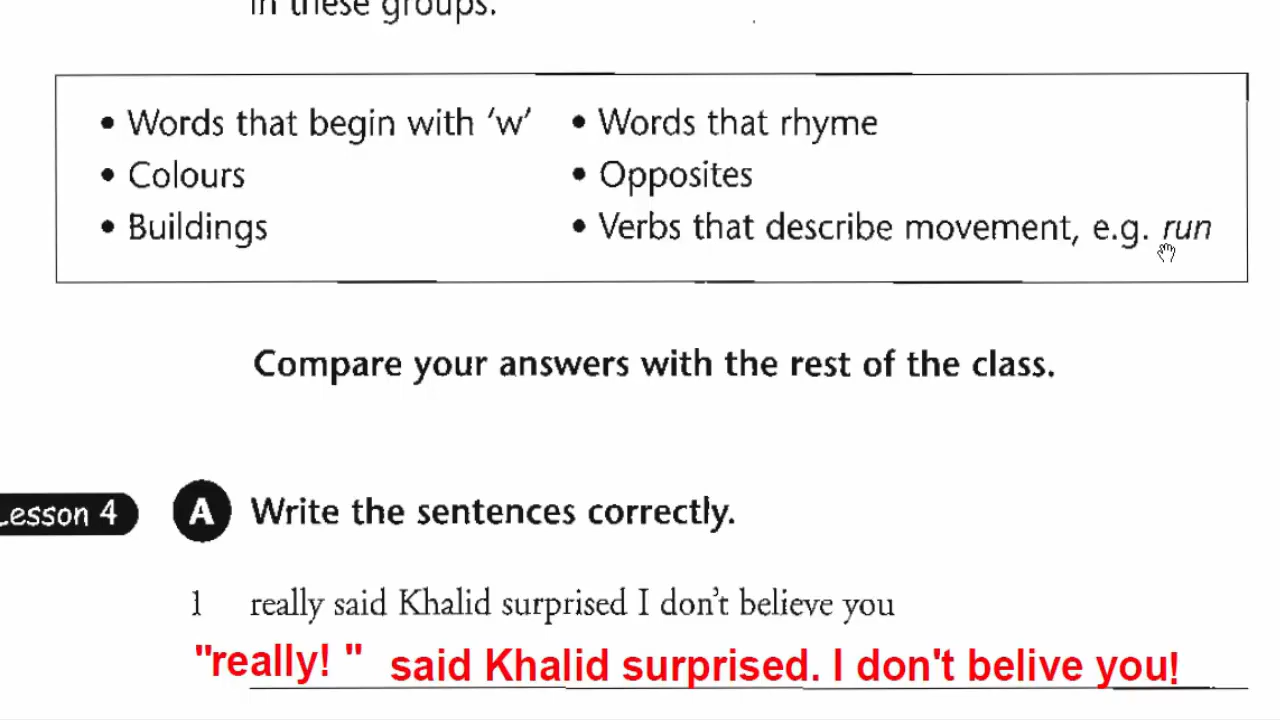 in these groups.
• Words that begin with 'w'
• Colours
• Buildings
• Words that rhyme
• Opposites
• Verbs that describe movement, e.g. run
Compare your answers with the rest of the class.
Lesson 4
A Write the sentences correctly.
1 really said Khalid surprised I don't believe you
"really! " said Khalid surprised. I don't belive you!